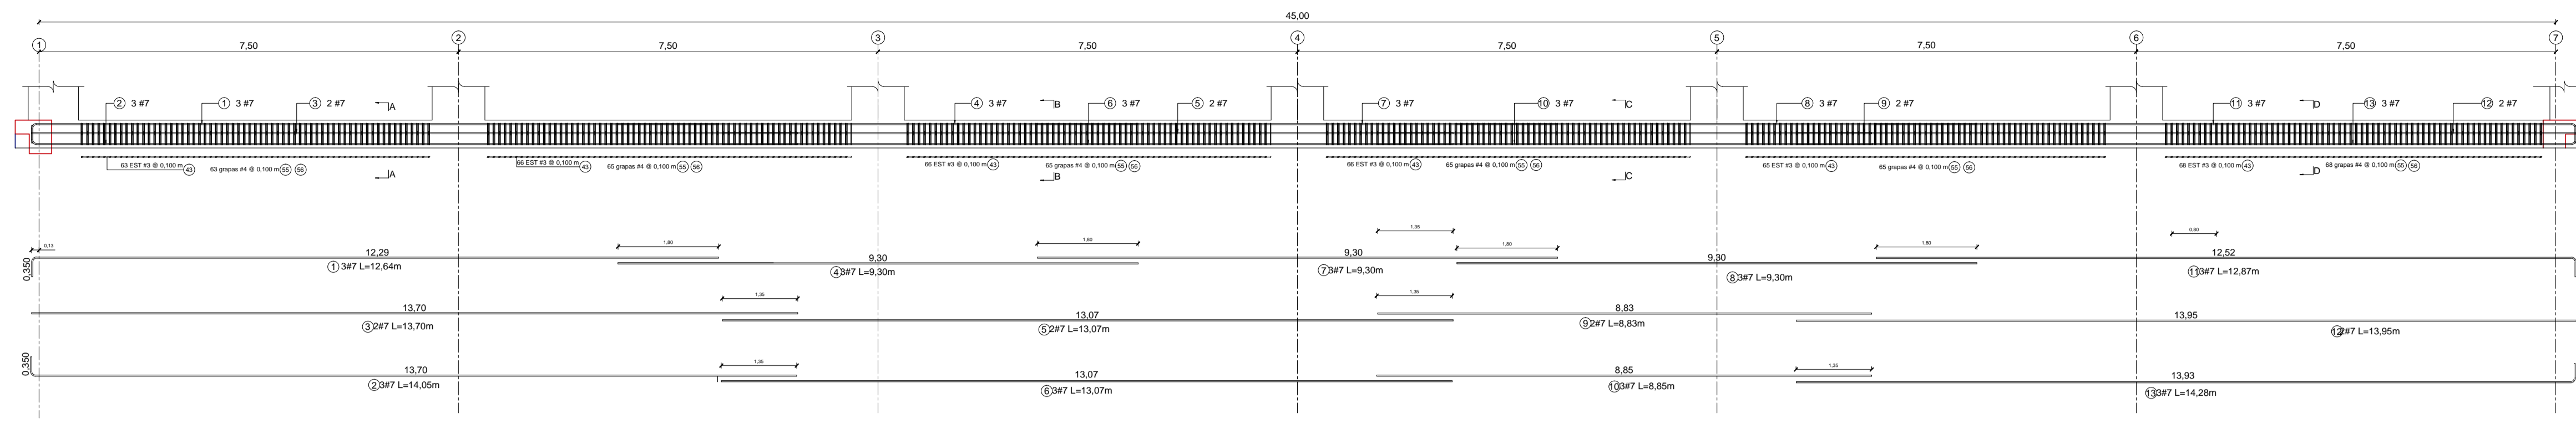 45,00
1 7,50 2 7,50 3 7,50 4 7,50 5 7,50 6 7,50 7
2 3 #7 1 3 #7 3 2 #7 A 4 3 #7 B 6 3 #7 5 2 #7 7 3 #7 10 3 #7 C 8 3 #7 9 2 #7 11 3 #7 D 13 3 #7 12 2 #7
63 EST #3 @ 0,100 m 43 63 grapas #4 @ 0,100 m 55 56 A
66 EST #3 @ 0,100 m 43 65 grapas #4 @ 0,100 m 55 56
66 EST #3 @ 0,100 m 43 65 grapas #4 @ 0,100 m 55 56 B
66 EST #3 @ 0,100 m 43 65 grapas #4 @ 0,100 m 55 56 C
65 EST #3 @ 0,100 m 43 65 grapas #4 @ 0,100 m 55 56
68 EST #3 @ 0,100 m 43 68 grapas #4 @ 0,100 m 55 56 D
0,13 1,80 1,80 1,35 1,80 1,80 0,80
0,350 12,29 9,30 9,30 9,30 12,52
1 3#7 L=12,64m 4 3#7 L=9,30m 7 3#7 L=9,30m 8 3#7 L=9,30m 11 3#7 L=12,87m
1,35 1,35
13,70 13,07 8,83 13,95
3 2#7 L=13,70m 5 2#7 L=13,07m 9 2#7 L=8,83m 12 2#7 L=13,95m
1,35 1,35
0,350 13,70 13,07 8,85 13,93
2 3#7 L=14,05m 6 3#7 L=13,07m 10 3#7 L=8,85m 13 3#7 L=14,28m